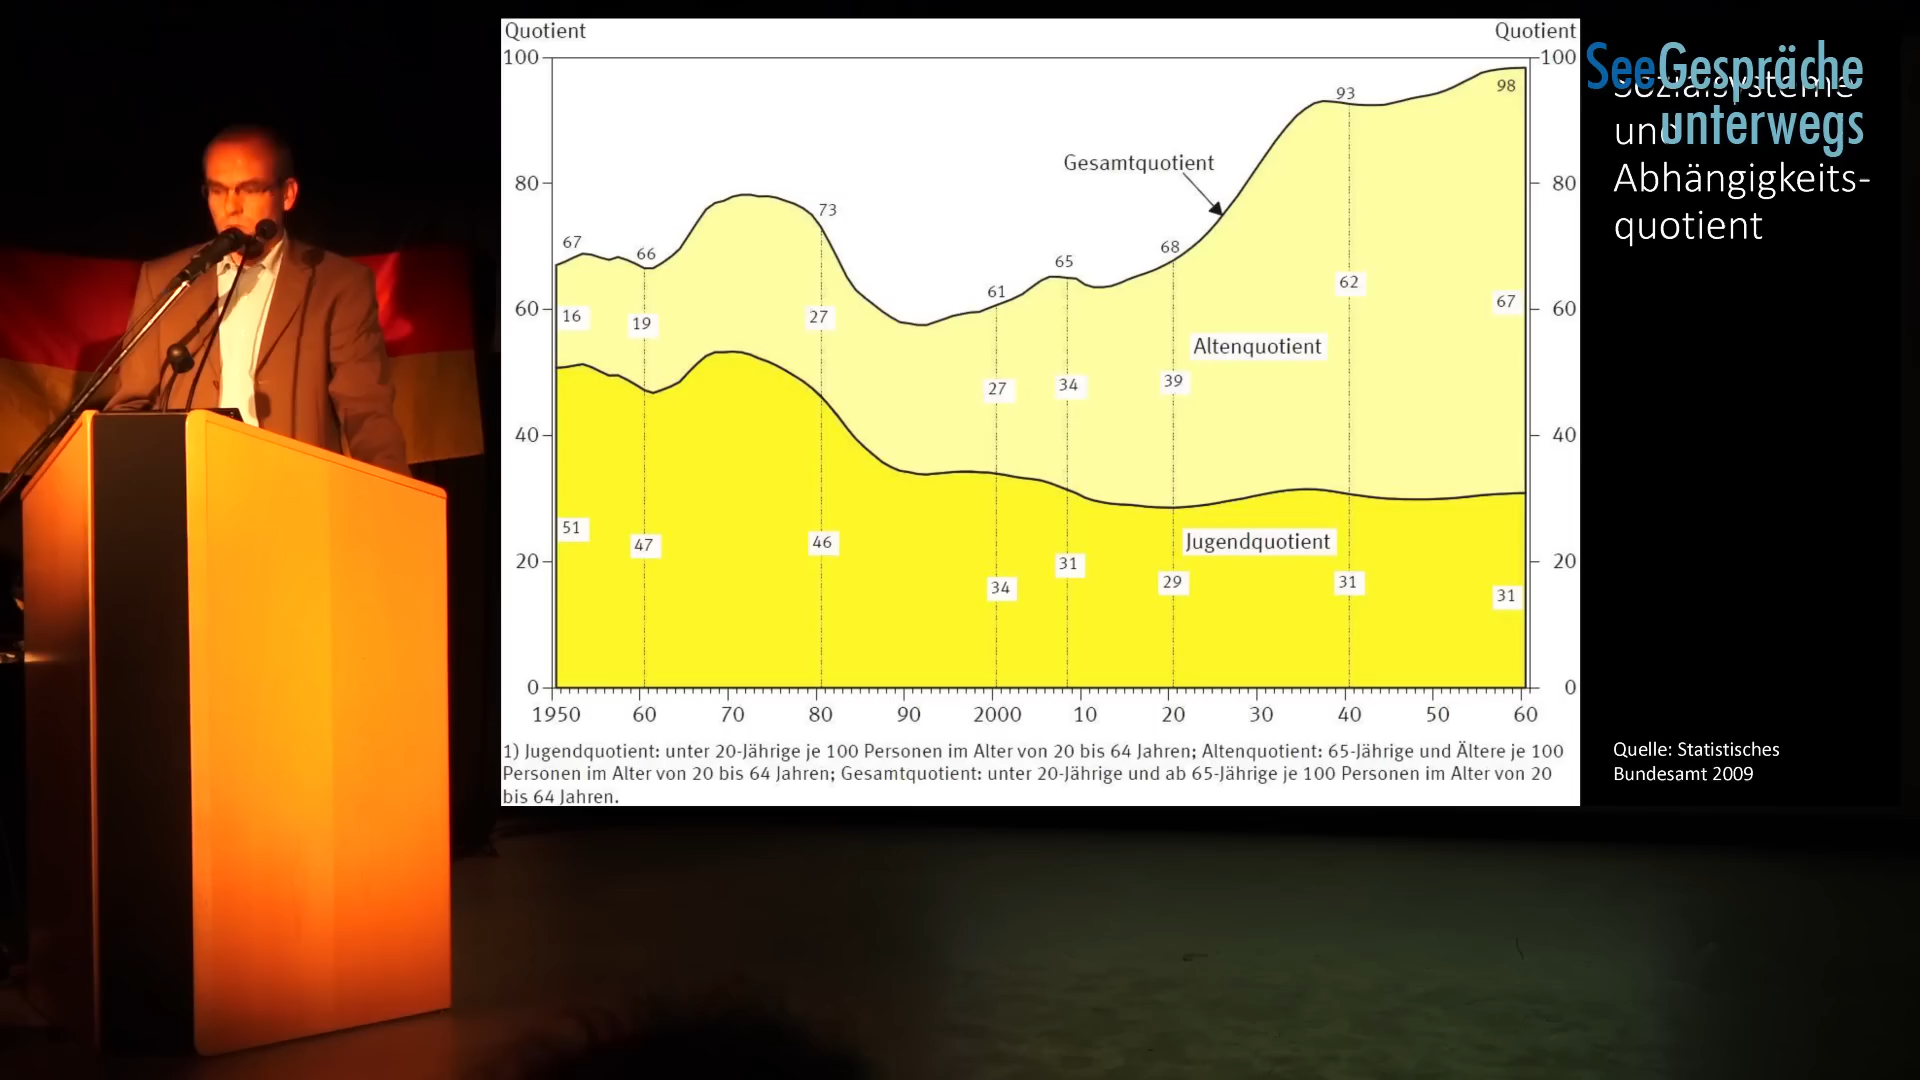 Quotient
Quotient
100
100
80
80
60
60
40
40
20
20
0
0
67
66
73
61
65
68
93
98
Gesamtquotient
16
19
27
27
34
39
62
67
Altenquotient
51
47
46
34
31
29
31
31
Jugendquotient
1950 60 70 80 90 2000 10 20 30 40 50 60
1) Jugendquotient: unter 20-Jährige je 100 Personen im Alter von 20 bis 64 Jahren; Altenquotient: 65-Jährige und Ältere je 100
Personen im Alter von 20 bis 64 Jahren; Gesamtquotient: unter 20-Jährige und ab 65-Jährige je 100 Personen im Alter von 20
bis 64 Jahren.
SeeGespräche
unterwegs
Sozialsysteme
und
Abhängigkeits-
quotient
Quelle: Statistisches
Bundesamt 2009